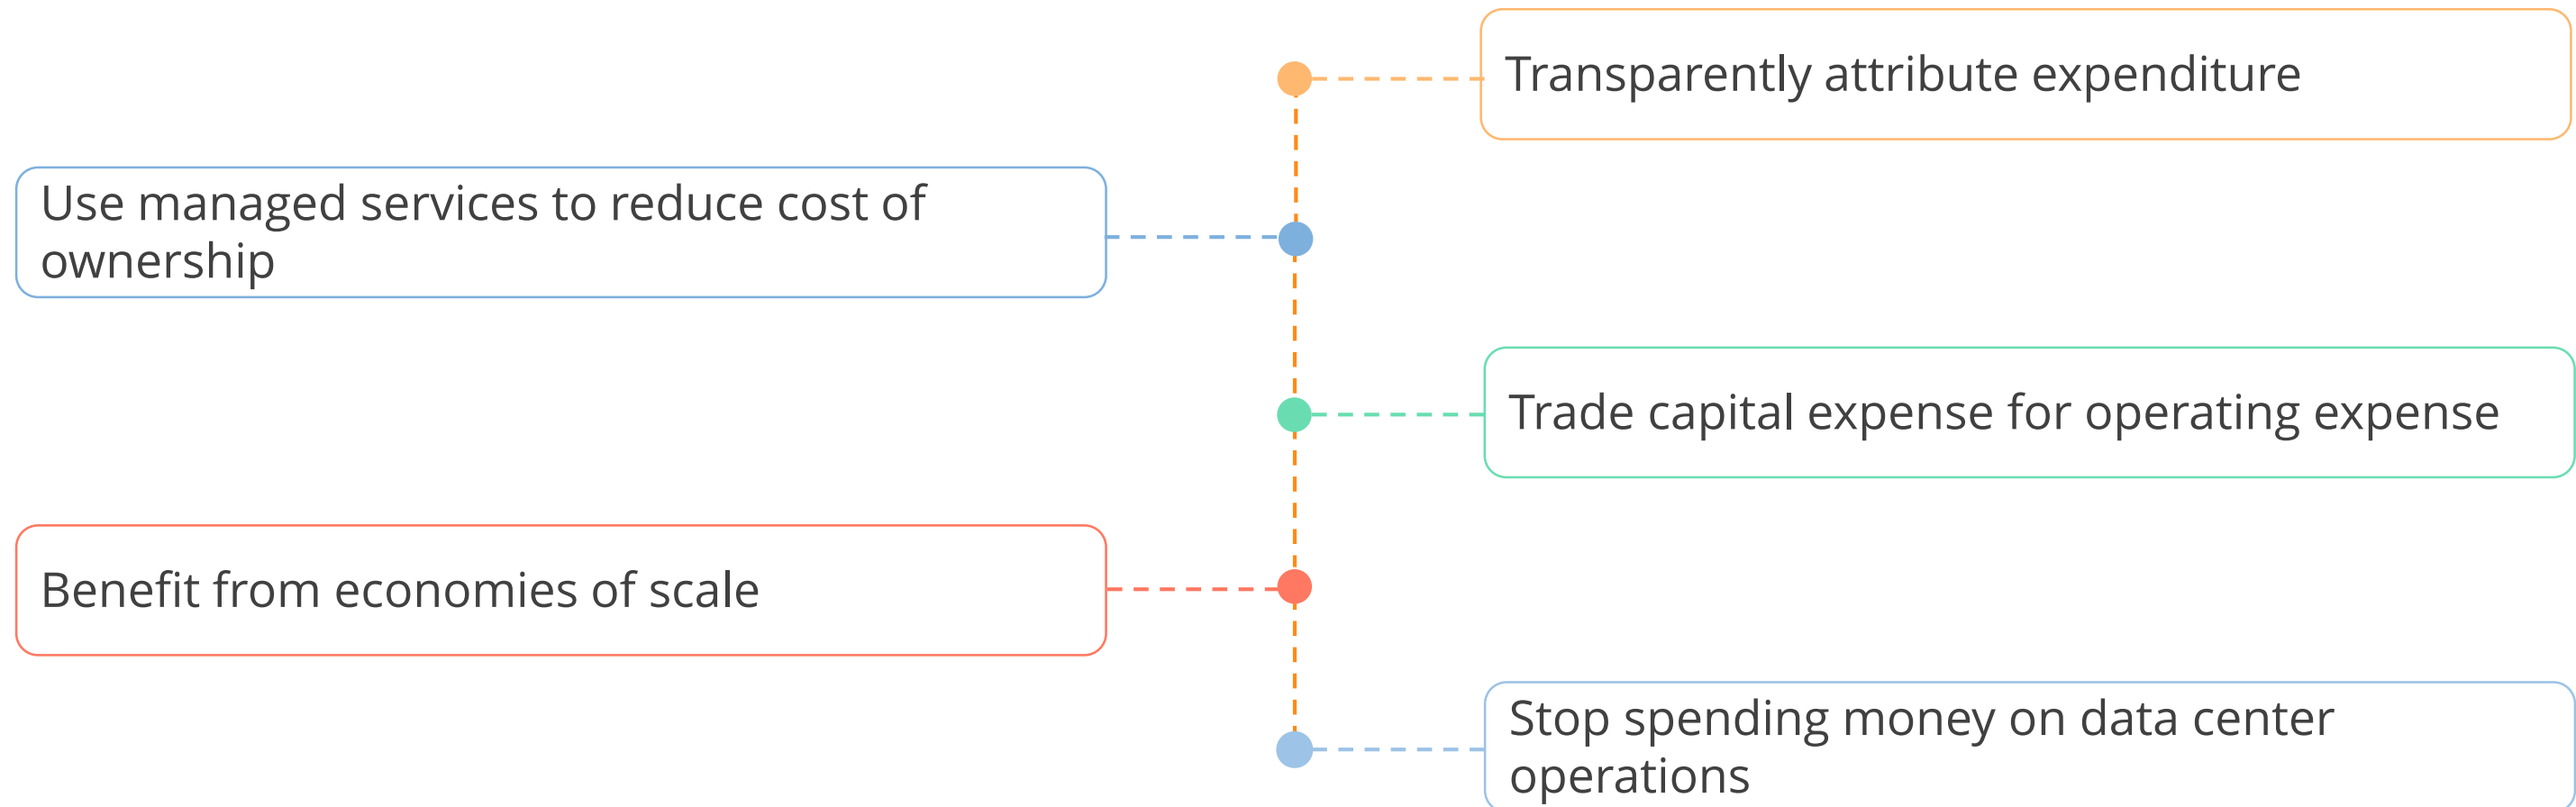 Transparently attribute expenditure
Use managed services to reduce cost of
ownership
Trade capital expense for operating expense
Benefit from economies of scale
Stop spending money on data center
operations